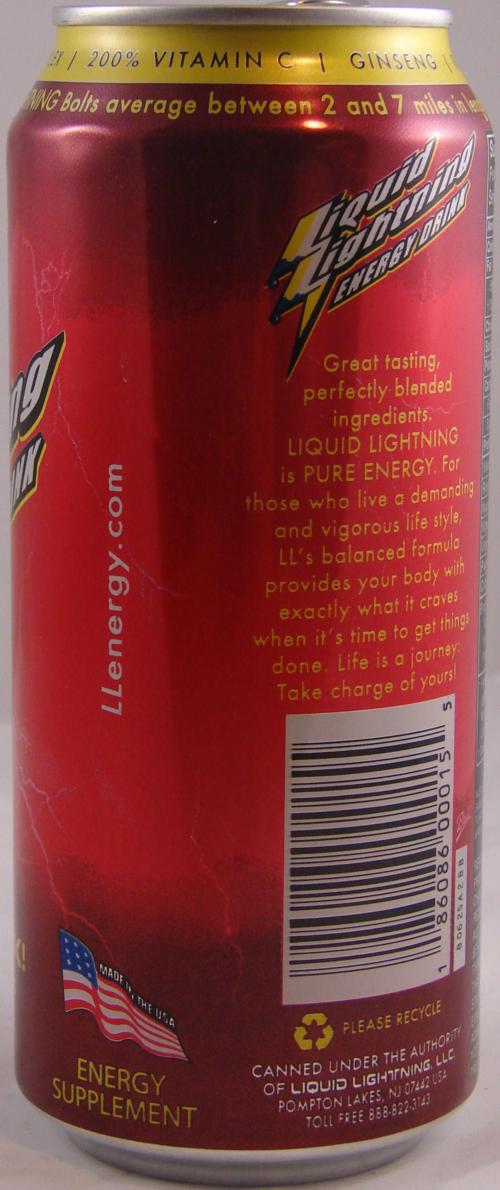 200% VITAMIN C | GINSENG |
Bolts average between 2 and 7 miles in
Liquid
Lightning
ENERGY DRINK
Great tasting,
perfectly blended
ingredients.
LIQUID LIGHTNING
is PURE ENERGY. For
those who live a demanding
and vigorous life style,
LL's balanced formula
provides your body with
exactly what it craves
when it's time to get things
done. Life is a journey:
Take charge of yours!
LLenergy.com
1 86086 00015 5
B0625A2BB
MADE IN THE USA
ENERGY
SUPPLEMENT
PLEASE RECYCLE
CANNED UNDER THE AUTHORITY
OF LIQUID LIGHTNING, LLC.
POMPTON LAKES, NJ 07442 USA
TOLL FREE 888-822-3143